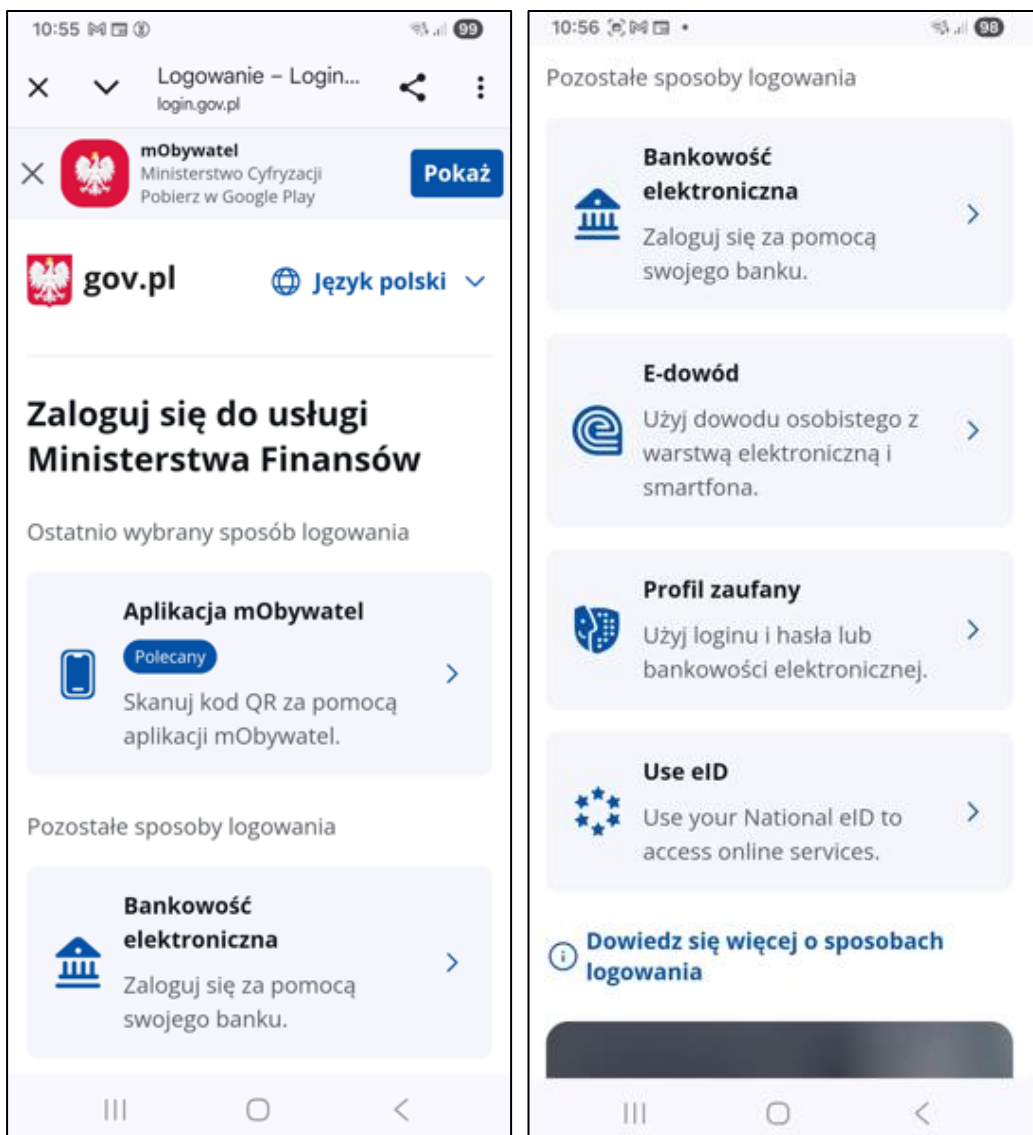 10:55
99
Logowanie – Login...
login.gov.pl
mObywatel
Ministerstwo Cyfryzacji
Pobierz w Google Play
Pokaż
gov.pl
Język polski
Zaloguj się do usługi
Ministerstwa Finansów
Ostatnio wybrany sposób logowania
Aplikacja mObywatel
Polecany
Skanuj kod QR za pomocą
aplikacji mObywatel.
Pozostałe sposoby logowania
Bankowość
elektroniczna
Zaloguj się za pomocą
swojego banku.
10:56
98
Pozostałe sposoby logowania
Bankowość
elektroniczna
Zaloguj się za pomocą
swojego banku.
E-dowód
Użyj dowodu osobistego z
warstwą elektroniczną i
smartfona.
Profil zaufany
Użyj loginu i hasła lub
bankowości elektronicznej.
Use eID
Use your National eID to
access online services.
Dowiedz się więcej o sposobach
logowania